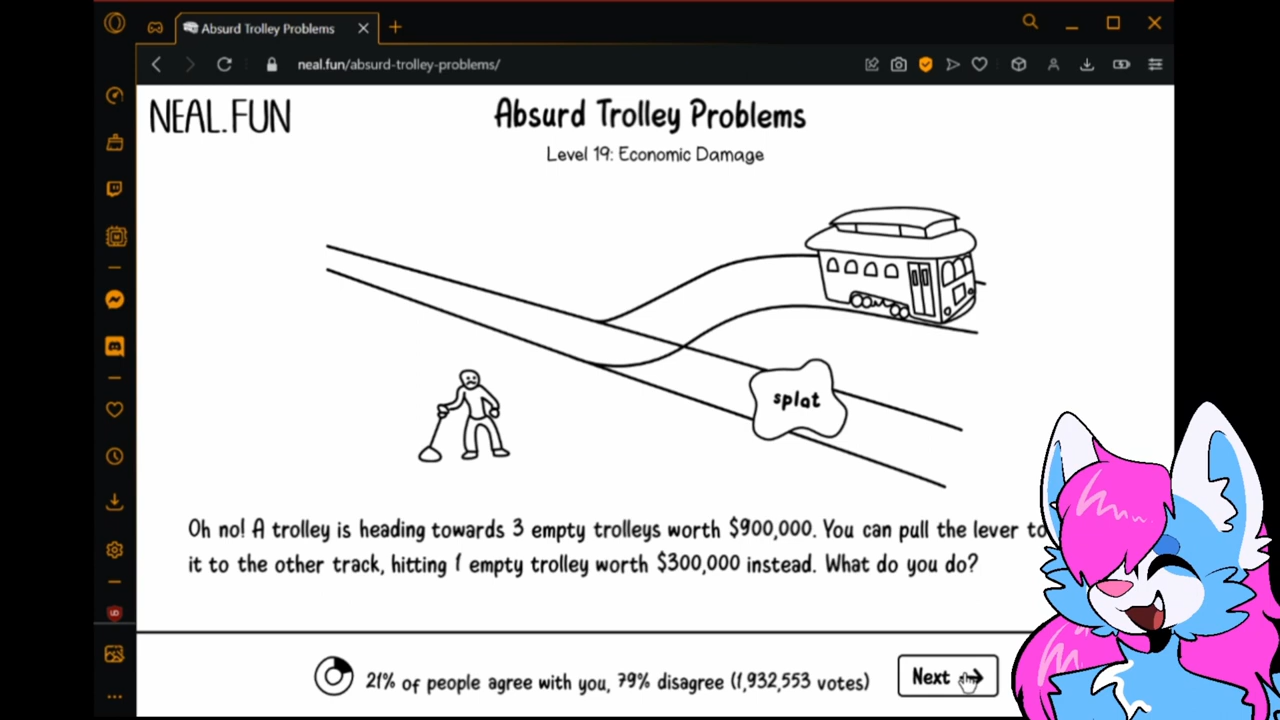 Absurd Trolley Problems
neal.fun/absurd-trolley-problems/
NEAL.FUN
Absurd Trolley Problems
Level 19: Economic Damage
splat
Oh no! A trolley is heading towards 3 empty trolleys worth $900,000. You can pull the lever to
it to the other track, hitting 1 empty trolley worth $300,000 instead. What do you do?
21% of people agree with you, 79% disagree (1,932,553 votes)
Next